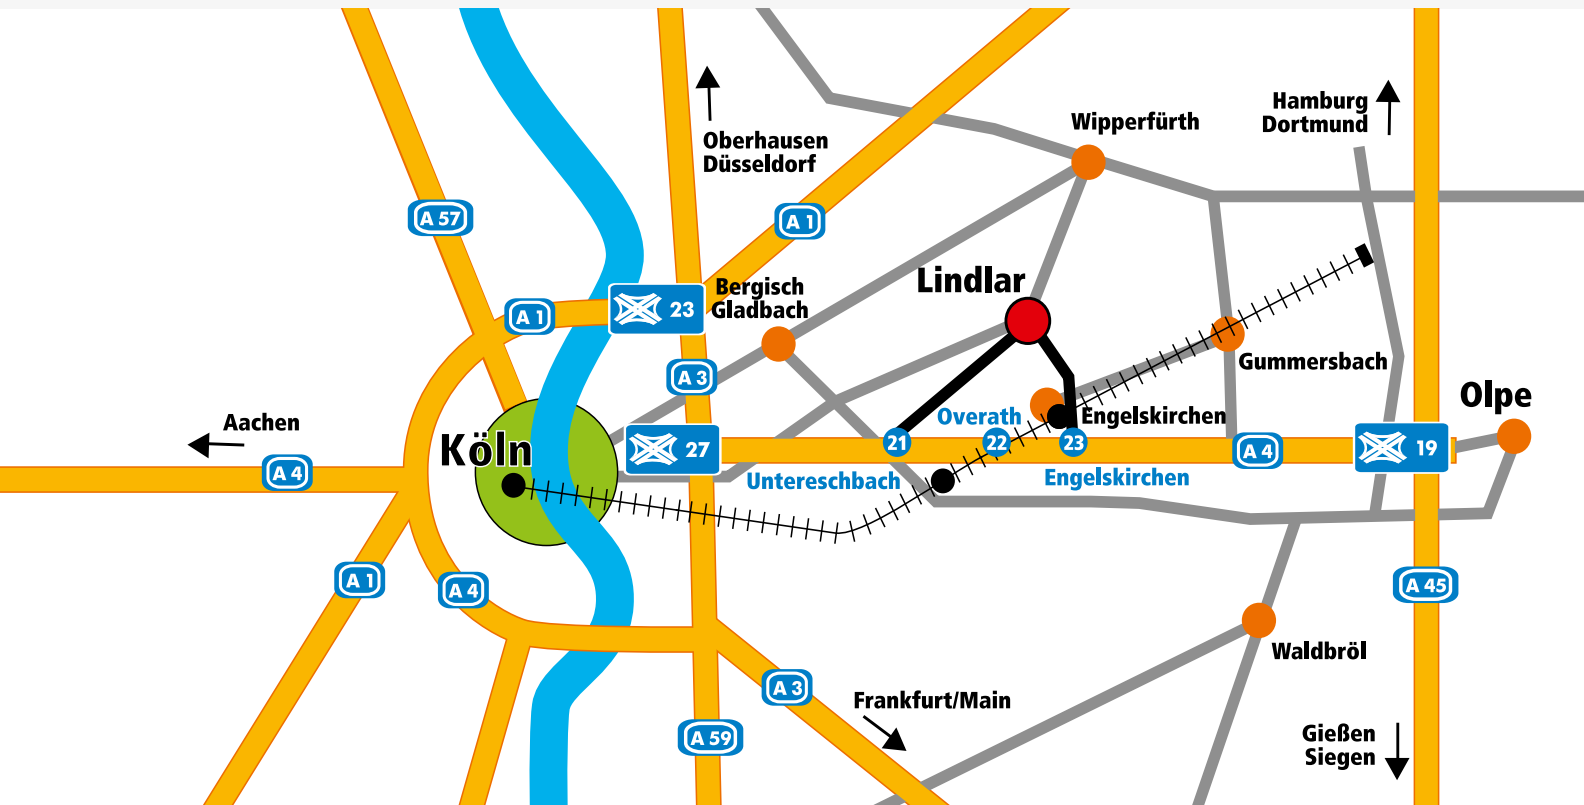 Hamburg
Dortmund
Wipperfürth
Oberhausen
Düsseldorf
A 57
A 1
Lindlar
Bergisch
Gladbach
23
A 1
A 3
Gummersbach
Olpe
Overath
Engelskirchen
Aachen
Köln
27
21
22
23
A 4
19
A 4
Untereschbach
Engelskirchen
A 1
A 4
A 45
Waldbröl
A 3
Frankfurt/Main
A 59
Gießen
Siegen